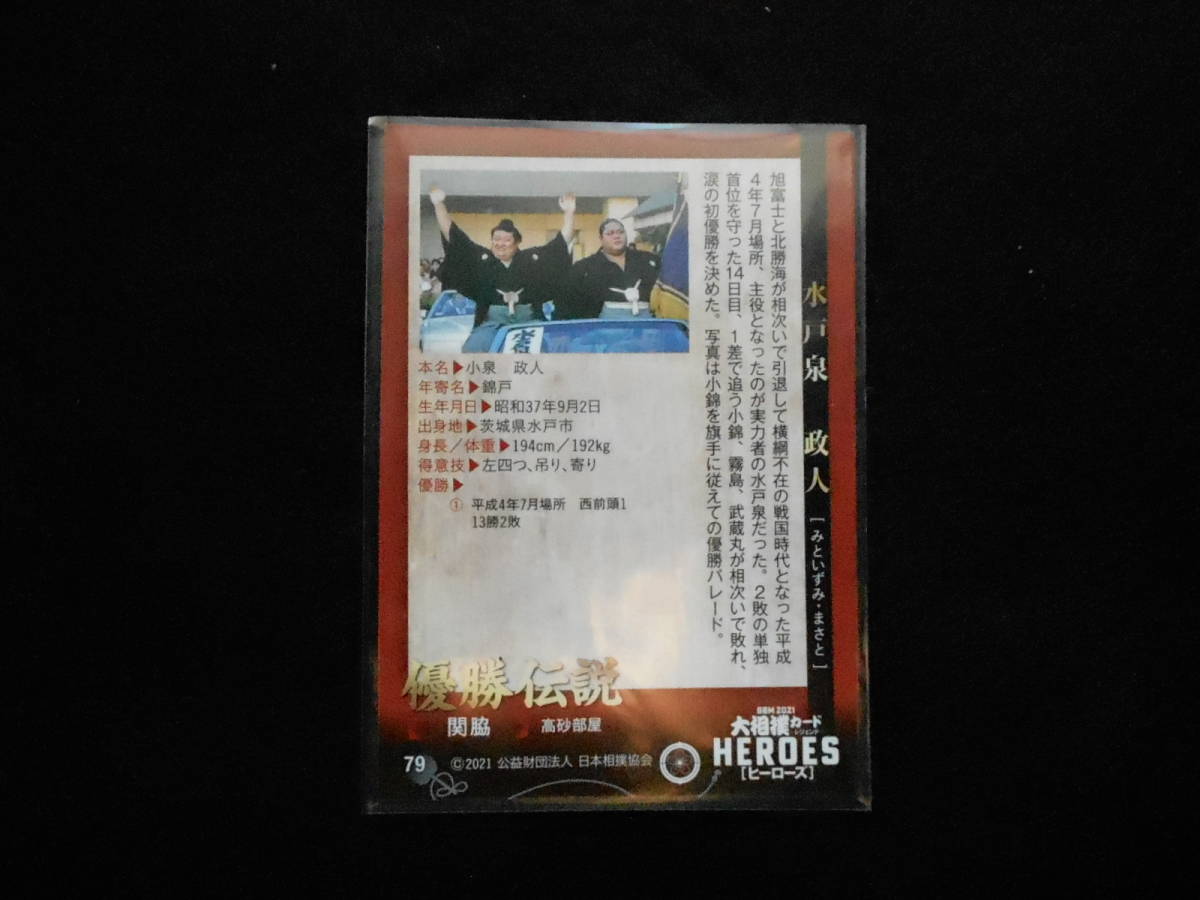 水戸泉 政人 [みといずみ・まさと]
旭富士と北勝海が相次いで引退して横綱不在の戦国時代となった平成
4年7月場所、主役となったのが実力者の水戸泉だった。2敗の単独
首位を守った14日目、1差で追う小錦、霧島、武蔵丸が相次いで敗れ、
涙の初優勝を決めた。写真は小錦を旗手に従えての優勝パレード。
本名▶小泉 政人
年寄名▶錦戸
生年月日▶昭和37年9月2日
出身地▶茨城県水戸市
身長/体重▶194cm/192kg
得意技▶左四つ、吊り、寄り
優勝▶
① 平成4年7月場所 西前頭1
13勝2敗
優勝伝説
関脇 高砂部屋
79 ©2021 公益財団法人 日本相撲協会
BBM 2021
大相撲カード
レジェンド
HEROES
[ヒーローズ]